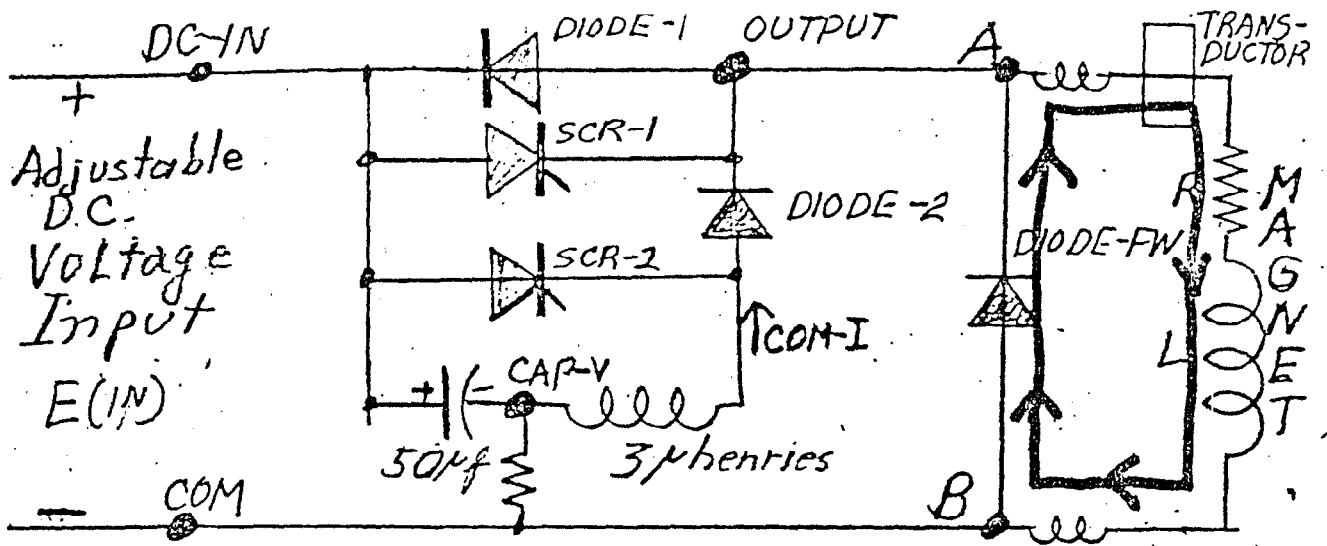 DC-IN
DIODE-1
OUTPUT
A
TRANS-
DUCTOR
+
Adjustable
D.C.
Voltage
Input
E(IN)
SCR-1
DIODE-2
SCR-2
COM-I
+
-
CAP-V
50μf
3μhenries
DIODE-FW
R
L
MAGNET
COM
B